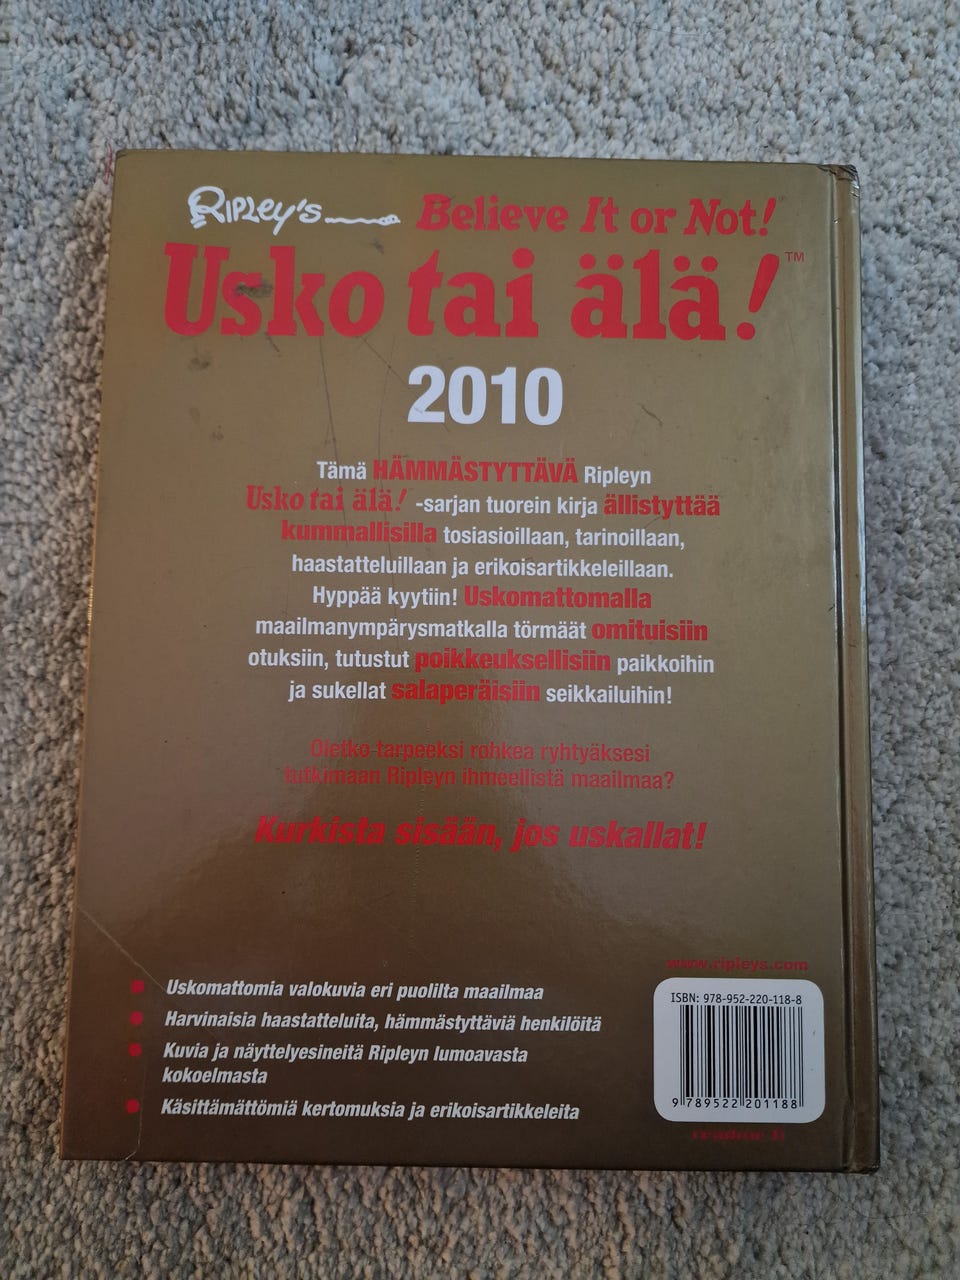 RIPLEY'S Believe It or Not!®
Usko tai älä!™
2010
Tämä HÄMMÄSTYTTÄVÄ Ripleyn
Usko tai älä! -sarjan tuorein kirja ällistyttää
kummallisilla tosiasioillaan, tarinoillaan,
haastatteluillaan ja erikoisartikkeleillaan.
Hyppää kyytiin! Uskomattomalla
maailmanympärysmatkalla törmäät omituisiin
otuksiin, tutustut poikkeuksellisiin paikkoihin
ja sukellat salaperäisiin seikkailuihin!
Oletko tarpeeksi rohkea ryhtyäksesi
tutkimaan Ripleyn ihmeellistä maailmaa?
Kurkista sisään, jos uskallat!
www.ripleys.com
Uskomattomia valokuvia eri puolilta maailmaa
Harvinaisia haastatteluita, hämmästyttäviä henkilöitä
Kuvia ja näyttelyesineitä Ripleyn lumoavasta
kokoelmasta
Käsittämättömiä kertomuksia ja erikoisartikkeleita
ISBN: 978-952-220-118-8
9 789522 201188